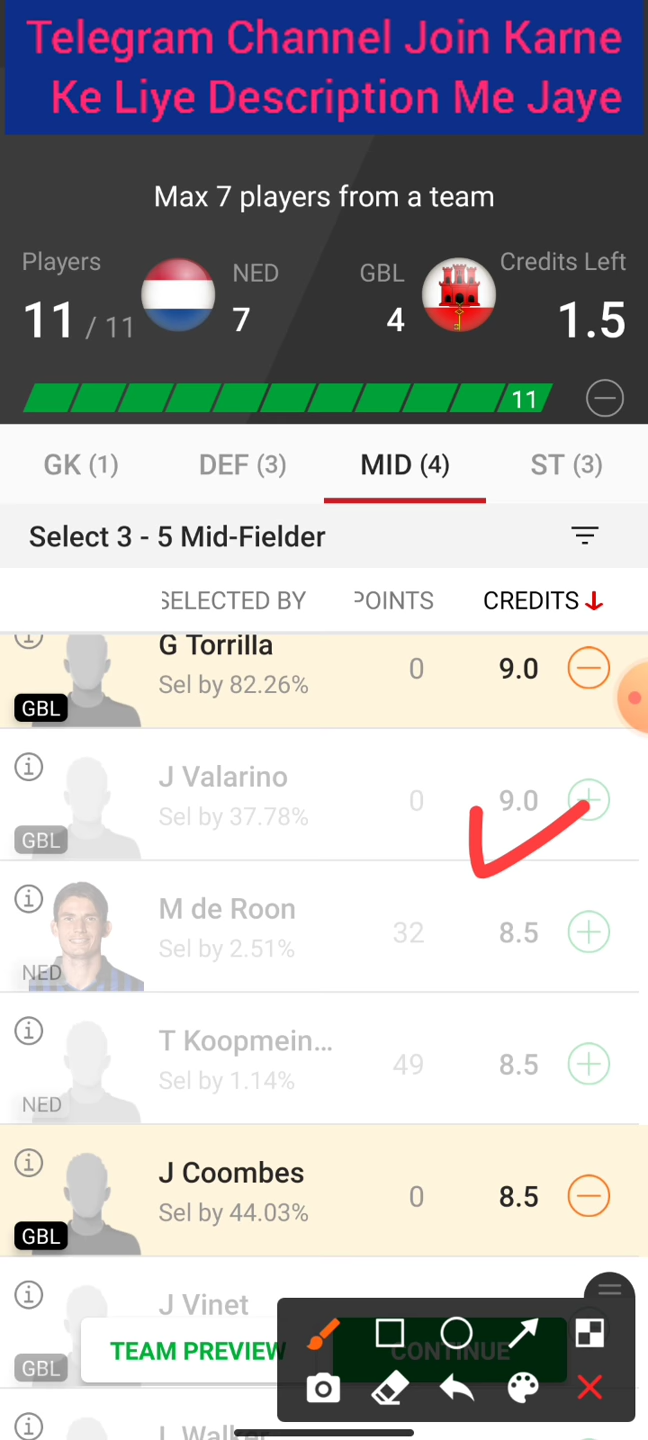 Telegram Channel Join Karne
Ke Liye Description Me Jaye
Max 7 players from a team
Players
NED
GBL
Credits Left
11 / 11
7
4
1.5
11
GK (1)
DEF (3)
MID (4)
ST (3)
Select 3 - 5 Mid-Fielder
SELECTED BY
POINTS
CREDITS
G Torrilla
Sel by 82.26%
0
9.0
GBL
J Valarino
Sel by 37.78%
0
9.0
GBL
M de Roon
Sel by 2.51%
32
8.5
NED
T Koopmein...
Sel by 1.14%
49
8.5
NED
J Coombes
Sel by 44.03%
0
8.5
GBL
J Vinet
TEAM PREVIEW
CONTINUE
GBL
L Walker